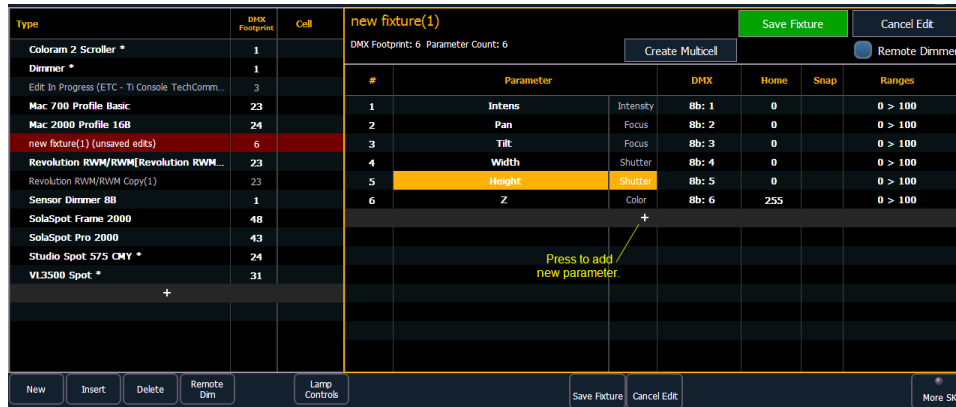 Type DMX Footprint Cell
Coloram 2 Scroller * 1
Dimmer * 1
Edit In Progress (ETC - Ti Console TechComm... 3
Mac 700 Profile Basic 23
Mac 2000 Profile 16B 24
new fixture(1) (unsaved edits) 6
Revolution RWM/RWM[Revolution RWM... 23
Revolution RWM/RWM Copy(1) 23
Sensor Dimmer 8B 1
SolaSpot Frame 2000 48
SolaSpot Pro 2000 43
Studio Spot 575 CMY * 24
VL3500 Spot * 31
+
new fixture(1) Save Fixture Cancel Edit
DMX Footprint: 6 Parameter Count: 6 Create Multicell Remote Dimmer
# Parameter DMX Home Snap Ranges
1 Intens Intensity 8b: 1 0 0 > 100
2 Pan Focus 8b: 2 0 0 > 100
3 Tilt Focus 8b: 3 0 0 > 100
4 Width Shutter 8b: 4 0 0 > 100
5 Height Shutter 8b: 5 0 0 > 100
6 Z Color 8b: 6 255 0 > 100
+
Press to add
new parameter.
New Insert Delete Remote Dim Lamp Controls Save Fixture Cancel Edit More SK